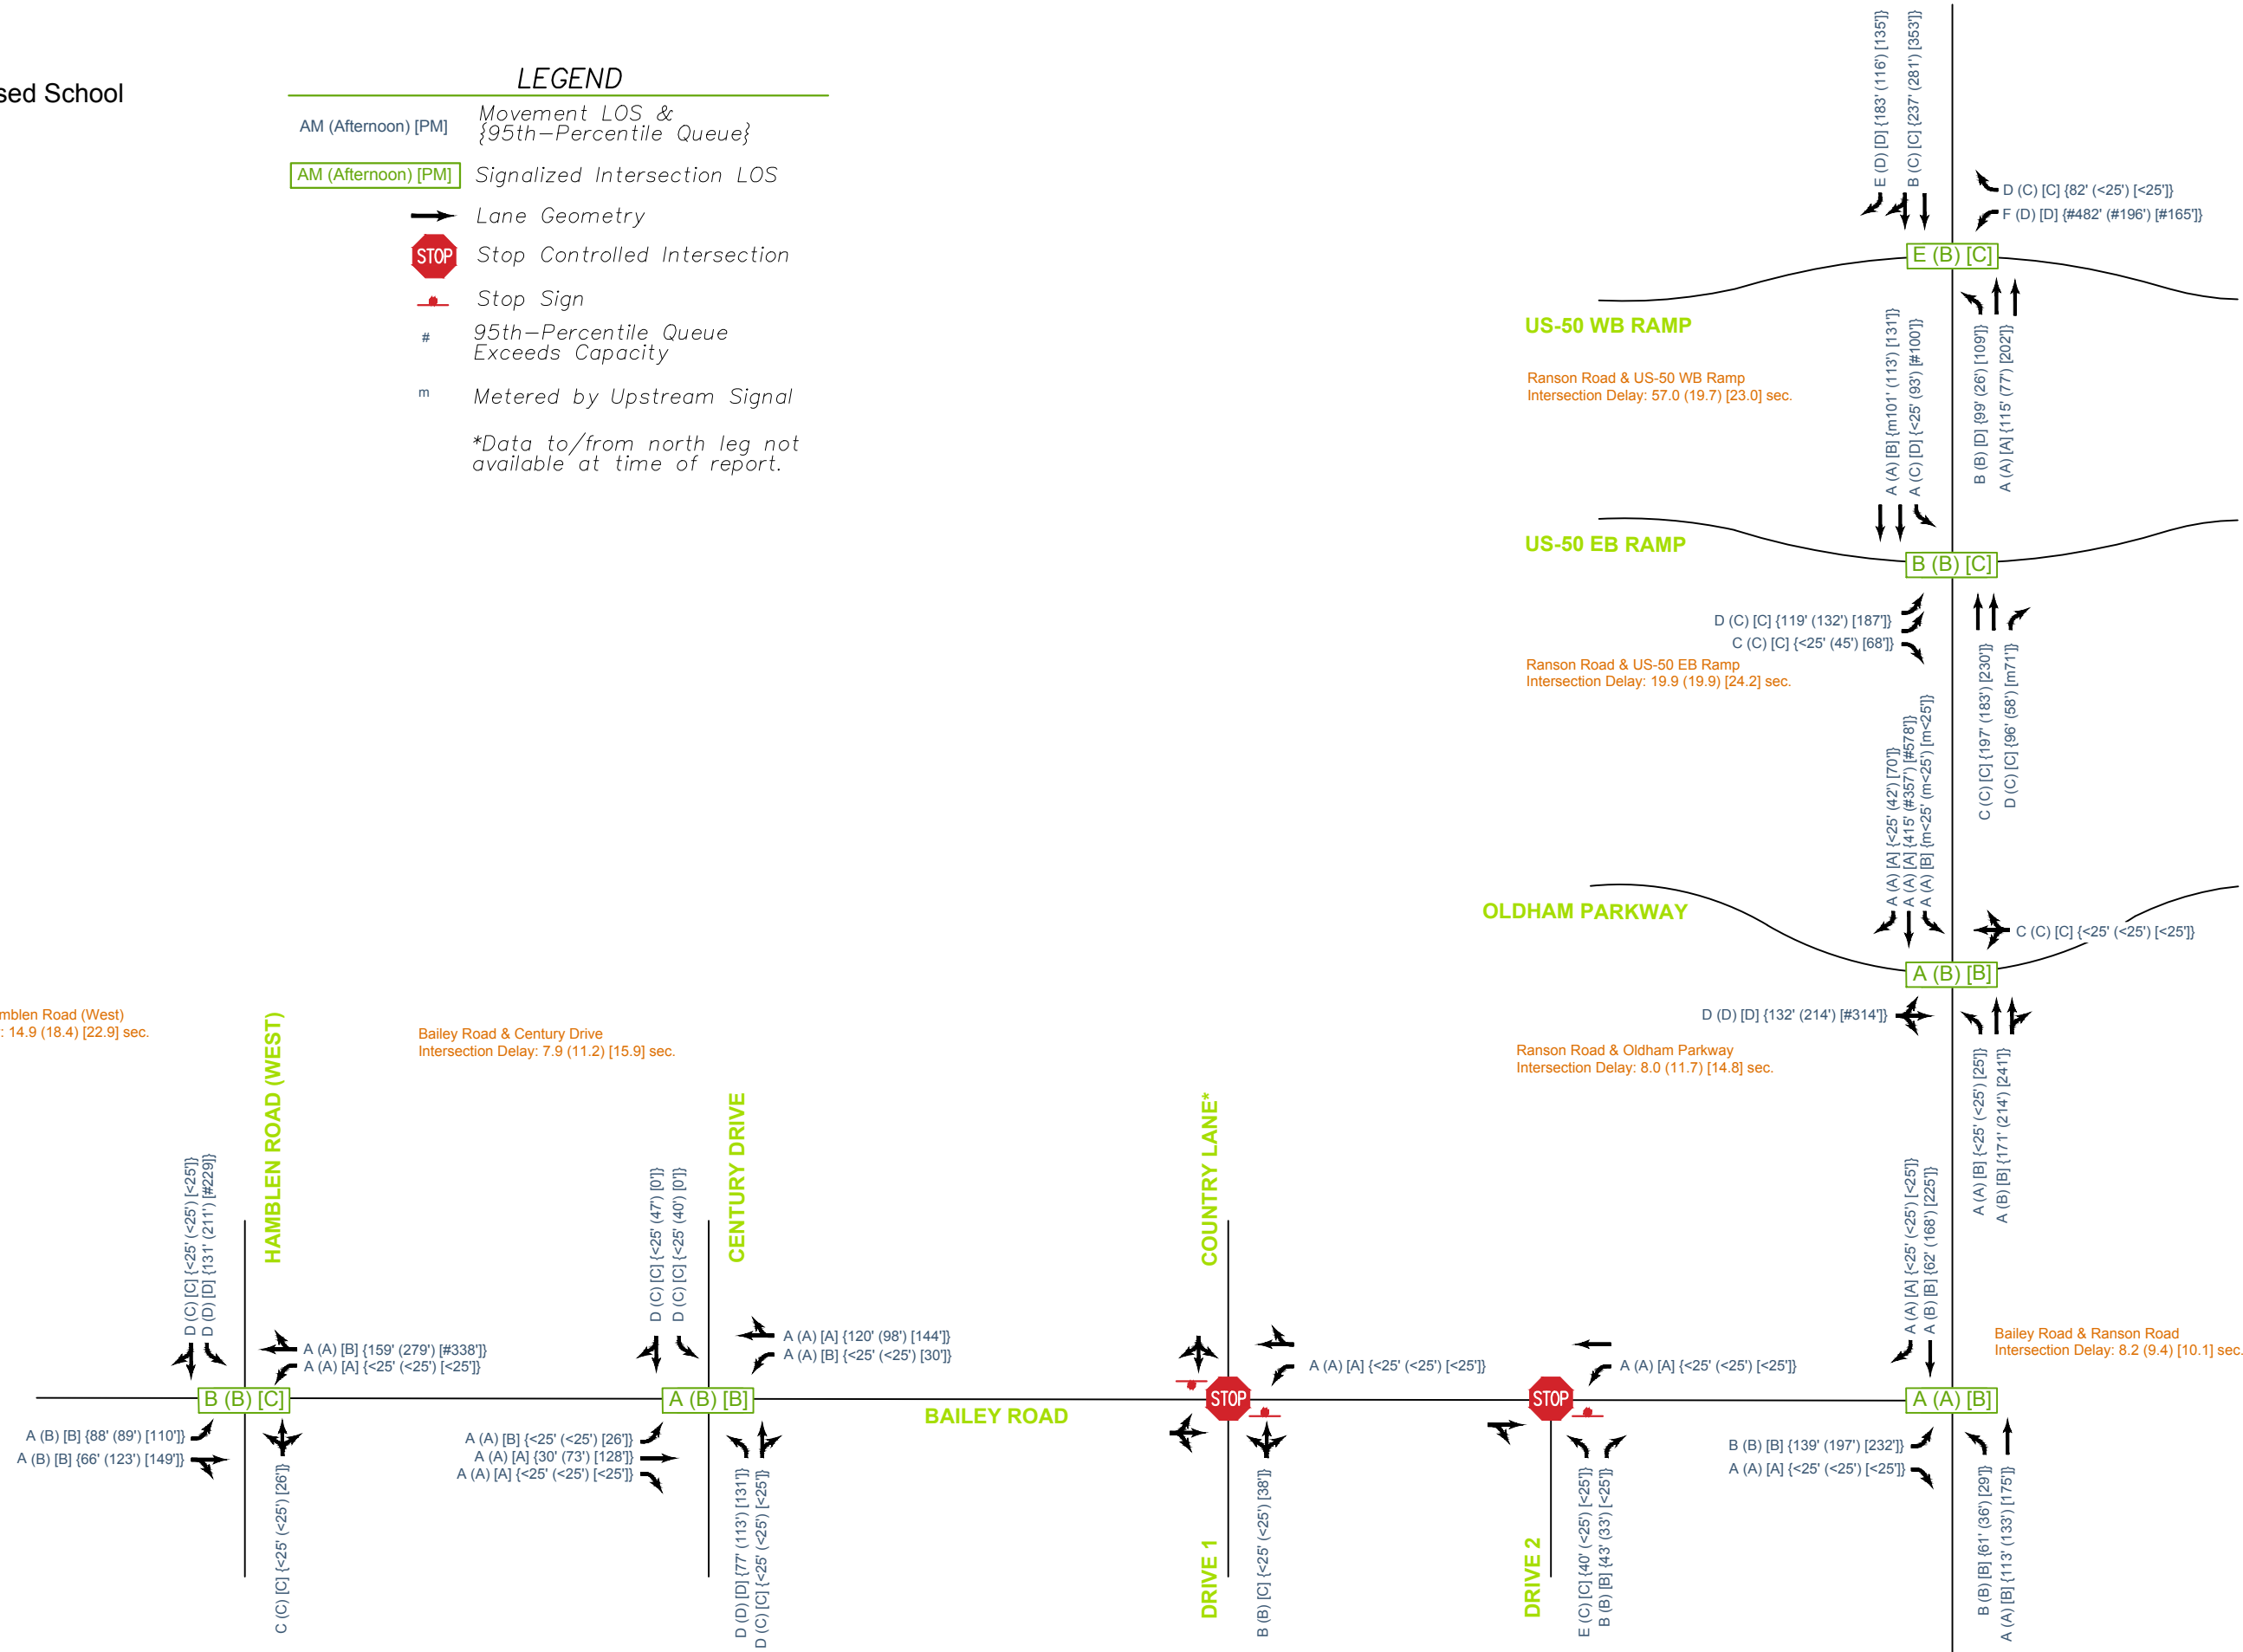 sed School
LEGEND
AM (Afternoon) [PM]
Movement LOS &
{95th-Percentile Queue}
AM (Afternoon) [PM]
Signalized Intersection LOS
Lane Geometry
STOP
Stop Controlled Intersection
Stop Sign
#
95th-Percentile Queue
Exceeds Capacity
m
Metered by Upstream Signal
*Data to/from north leg not
available at time of report.
E (D) [D] {183' (116') [135']}
B (C) [C] {237' (281') [353']}
D (C) [C] {82' (<25') [<25']}
F (D) [D] {#482' (#196') [#165']}
E (B) [C]
US-50 WB RAMP
Ranson Road & US-50 WB Ramp
Intersection Delay: 57.0 (19.7) [23.0] sec.
A (A) [B] {m101' (113') [131']}
A (C) [D] {<25' (93') [#100']}
B (B) [D] {99' (26') [109']}
A (A) [A] {115' (77') [202']}
US-50 EB RAMP
B (B) [C]
D (C) [C] {119' (132') [187']}
C (C) [C] {<25' (45') [68']}
Ranson Road & US-50 EB Ramp
Intersection Delay: 19.9 (19.9) [24.2] sec.
C (C) [C] {197' (183') [230']}
D (C) [C] {96' (58') [m71']}
A (A) [A] {<25' (42') [70']}
A (A) [A] {415' (#357') [#578']}
A (A) [B] {m<25' (m<25') [m<25']}
OLDHAM PARKWAY
C (C) [C] {<25' (<25') [<25']}
A (B) [B]
D (D) [D] {132' (214') [#314']}
Ranson Road & Oldham Parkway
Intersection Delay: 8.0 (11.7) [14.8] sec.
A (A) [B] {<25' (<25') [25']}
A (B) [B] {171' (214') [241']}
mblen Road (West)
: 14.9 (18.4) [22.9] sec.
HAMBLEN ROAD (WEST)
Bailey Road & Century Drive
Intersection Delay: 7.9 (11.2) [15.9] sec.
CENTURY DRIVE
COUNTRY LANE*
D (C) [C] {<25' (<25') [<25']}
D (D) [D] {131' (211') [#229']}
D (C) [C] {<25' (47') [0']}
D (C) [C] {<25' (40') [0']}
A (A) [A] {<25' (<25') [<25']}
A (B) [B] {62' (168') [225']}
A (A) [B] {159' (279') [#338']}
A (A) [A] {<25' (<25') [<25']}
A (A) [A] {120' (98') [144']}
A (A) [B] {<25' (<25') [30']}
A (A) [A] {<25' (<25') [<25']}
A (A) [A] {<25' (<25') [<25']}
Bailey Road & Ranson Road
Intersection Delay: 8.2 (9.4) [10.1] sec.
B (B) [C]
A (B) [B]
STOP
STOP
A (A) [B]
BAILEY ROAD
A (B) [B] {88' (89') [110']}
A (B) [B] {66' (123') [149']}
C (C) [C] {<25' (<25') [26']}
A (A) [B] {<25' (<25') [26']}
A (A) [A] {30' (73') [128']}
A (A) [A] {<25' (<25') [<25']}
D (D) [D] {77' (113') [131']}
D (C) [C] {<25' (<25') [<25']}
DRIVE 1
B (B) [C] {<25' (<25') [38']}
DRIVE 2
E (C) [C] {40' (<25') [<25']}
B (B) [B] {43' (33') [<25']}
B (B) [B] {139' (197') [232']}
A (A) [A] {<25' (<25') [<25']}
B (B) [B] {61' (36') [29']}
A (A) [B] {113' (133') [175']}